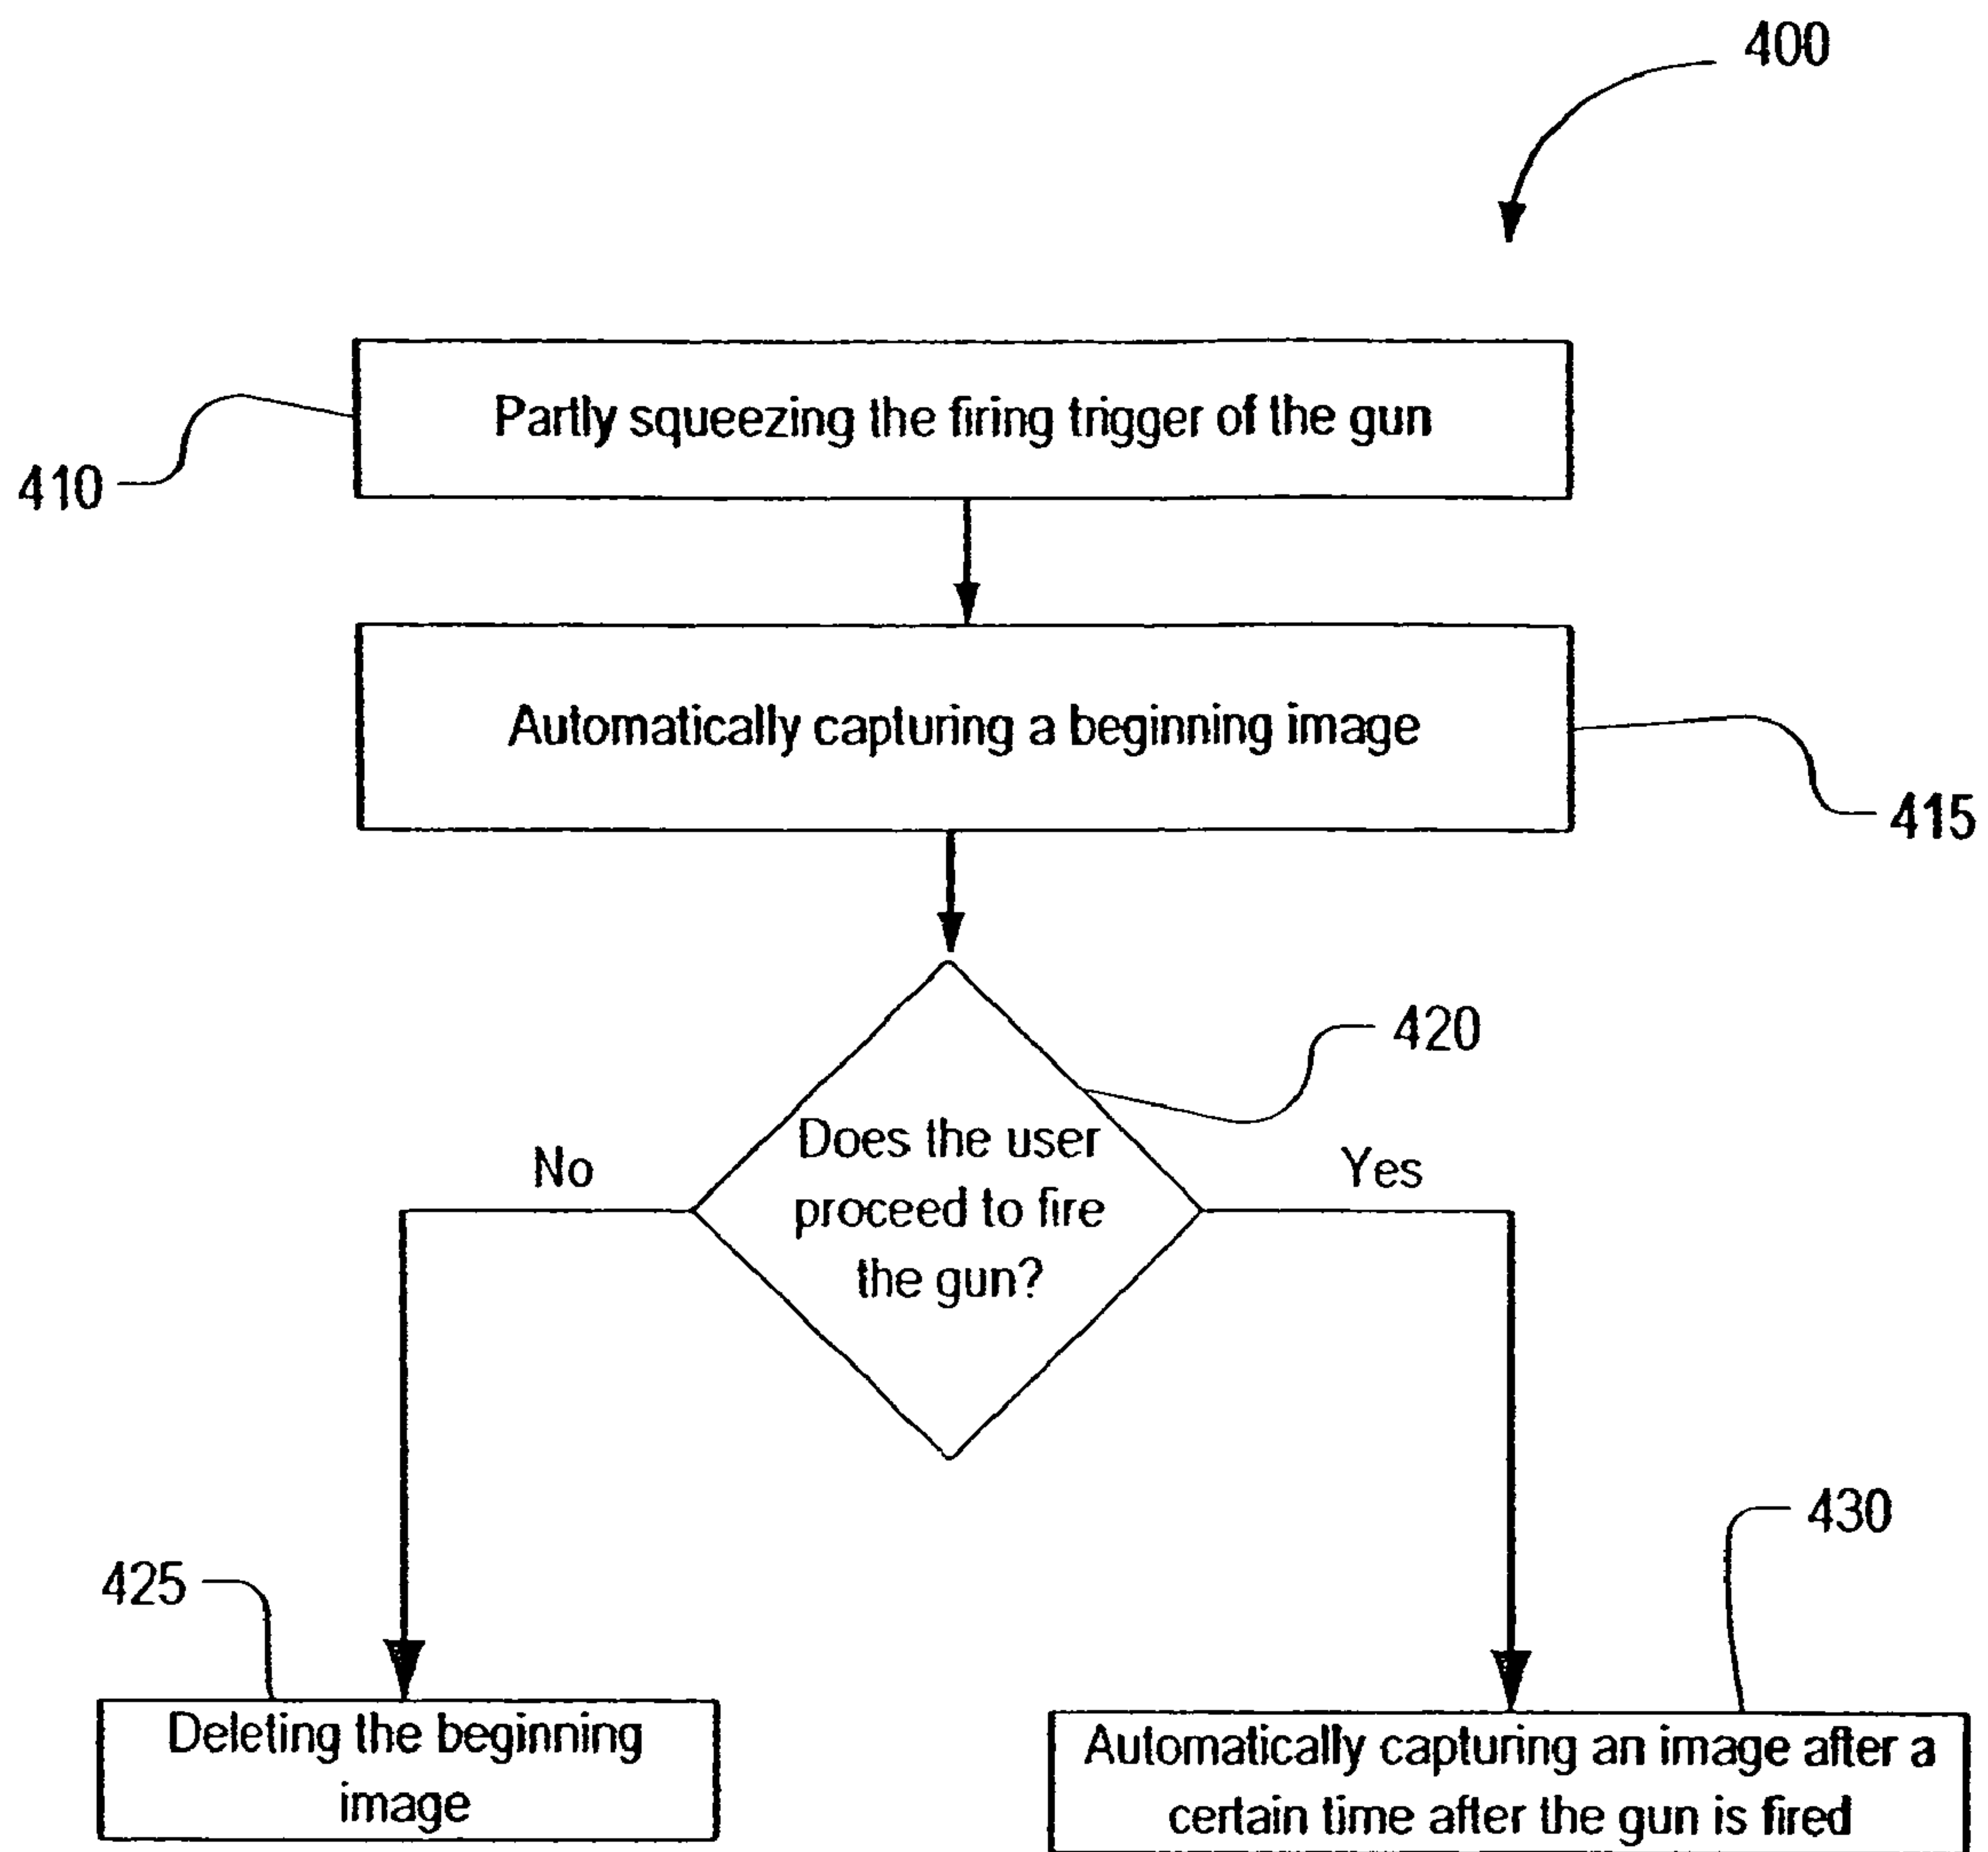 400
Partly squeezing the firing trigger of the gun
410
Automatically capturing a beginning image
415
420
Does the user
proceed to fire
the gun?
No
Yes
430
425
Deleting the beginning
image
Automatically capturing an image after a
certain time after the gun is fired